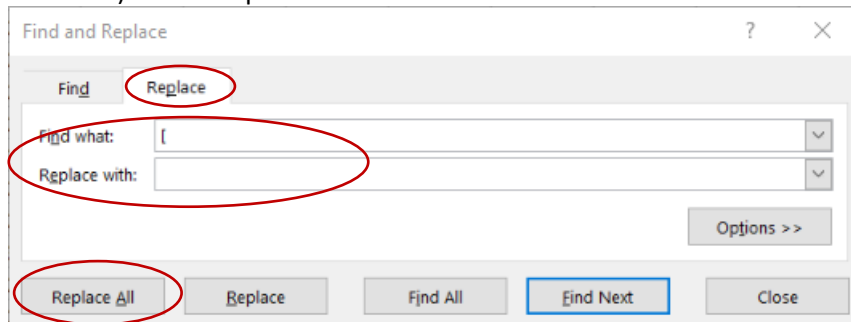 Find and Replace ?
Find Replace
Find what: [
Replace with:
Options >>
Replace All Replace Find All Find Next Close